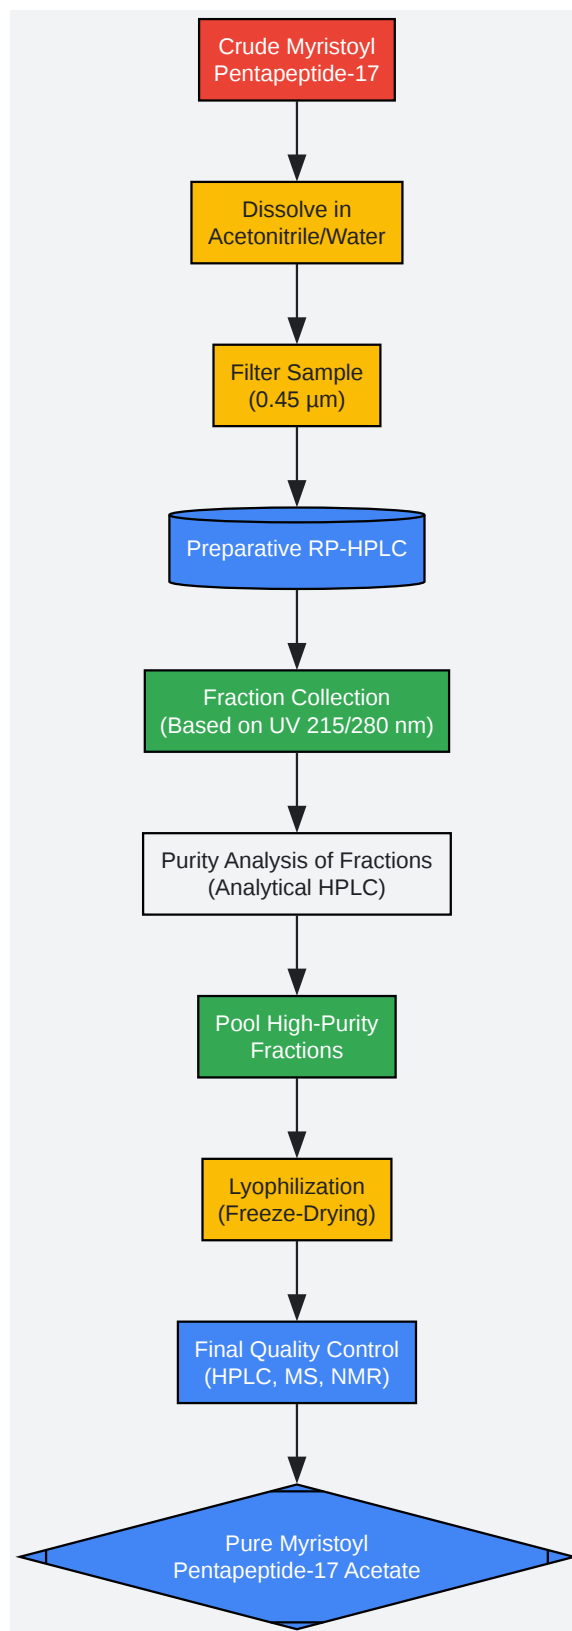 Crude Myristoyl
Pentapeptide-17
Dissolve in
Acetonitrile/Water
Filter Sample
(0.45 µm)
Preparative RP-HPLC
Fraction Collection
(Based on UV 215/280 nm)
Purity Analysis of Fractions
(Analytical HPLC)
Pool High-Purity
Fractions
Lyophilization
(Freeze-Drying)
Final Quality Control
(HPLC, MS, NMR)
Pure Myristoyl
Pentapeptide-17 Acetate